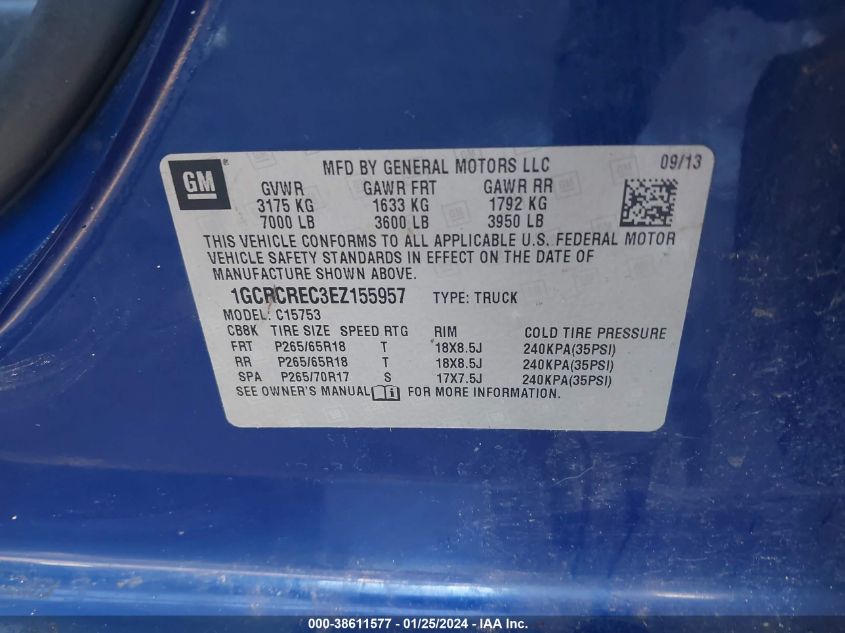 GM
MFD BY GENERAL MOTORS LLC 09/13
GVWR GAWR FRT GAWR RR
3175 KG 1633 KG 1792 KG
7000 LB 3600 LB 3950 LB
THIS VEHICLE CONFORMS TO ALL APPLICABLE U.S. FEDERAL MOTOR
VEHICLE SAFETY STANDARDS IN EFFECT ON THE DATE OF
MANUFACTURE SHOWN ABOVE.
1GCRCREC3EZ155957 TYPE: TRUCK
MODEL: C15753
CB8K TIRE SIZE SPEED RTG RIM COLD TIRE PRESSURE
FRT P265/65R18 T 18X8.5J 240KPA(35PSI)
RR P265/65R18 T 18X8.5J 240KPA(35PSI)
SPA P265/70R17 S 17X7.5J 240KPA(35PSI)
SEE OWNER'S MANUAL FOR MORE INFORMATION.
000-38611577 - 01/25/2024 - © IAA Inc.